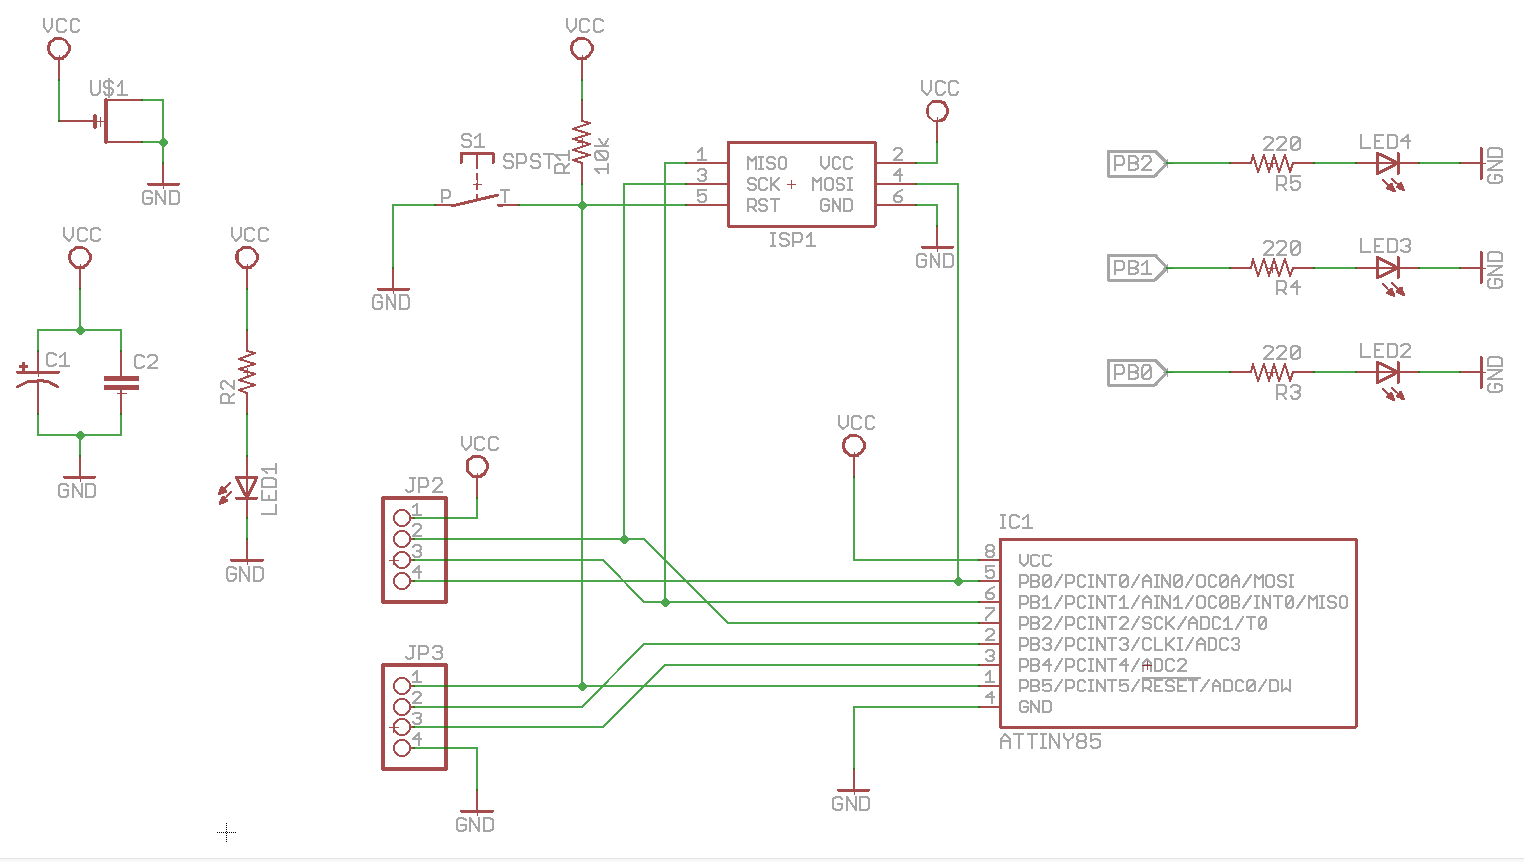 VCC
U$1
GND
VCC
C1
C2
GND
VCC
R2
LED1
GND
VCC
R1
10k
S1
SPST
P
T
GND
ISP1
1
3
5
MISO
SCK
RST
VCC
MOSI
GND
2
4
6
VCC
GND
PB2
220
R5
LED4
GND
PB1
220
R4
LED3
GND
PB0
220
R3
LED2
GND
VCC
JP2
1
2
3
4
JP3
1
2
3
4
GND
VCC
GND
IC1
8 VCC
5 PB0/PCINT0/AIN0/OC0A/MOSI
6 PB1/PCINT1/AIN1/OC0B/INT0/MISO
7 PB2/PCINT2/SCK/ADC1/T0
2 PB3/PCINT3/CLKI/ADC3
3 PB4/PCINT4/ADC2
1 PB5/PCINT5/RESET/ADC0/DW
4 GND
ATTINY85